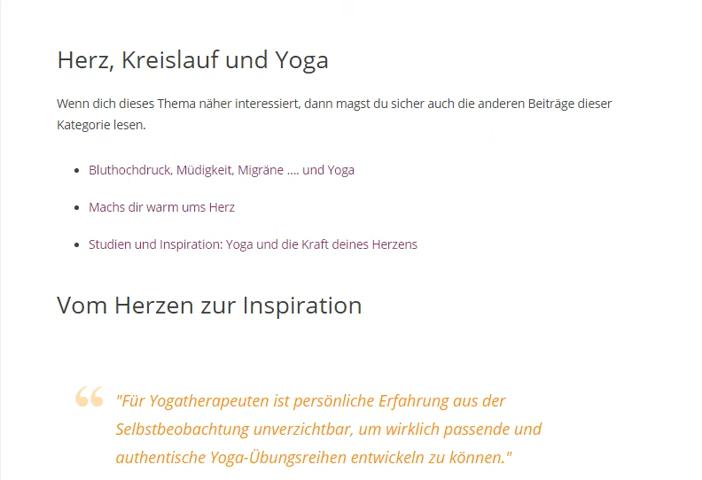 Herz, Kreislauf und Yoga
Wenn dich dieses Thema näher interessiert, dann magst du sicher auch die anderen Beiträge dieser
Kategorie lesen.
Bluthochdruck, Müdigkeit, Migräne .... und Yoga
Machs dir warm ums Herz
Studien und Inspiration: Yoga und die Kraft deines Herzens
Vom Herzen zur Inspiration
"Für Yogatherapeuten ist persönliche Erfahrung aus der
Selbstbeobachtung unverzichtbar, um wirklich passende und
authentische Yoga-Übungsreihen entwickeln zu können."